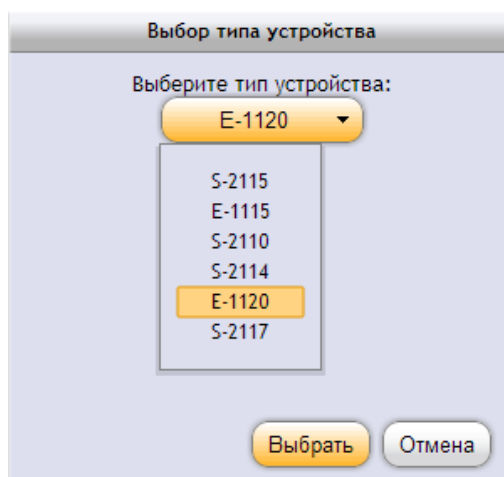 Выбор типа устройства
Выберите тип устройства:
E-1120
S-2115
E-1115
S-2110
S-2114
E-1120
S-2117
Выбрать Отмена